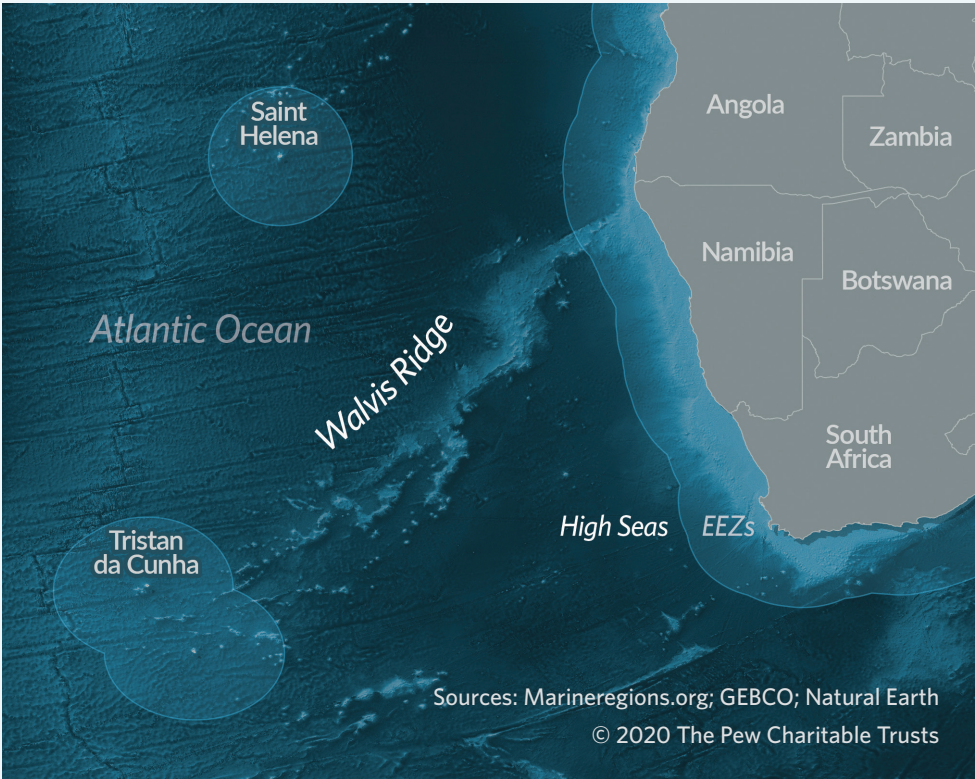 Saint
Helena
Angola
Zambia
Namibia
Botswana
Atlantic Ocean
Walvis Ridge
South
Africa
High Seas
EEZs
Tristan
da Cunha
Sources: Marineregions.org; GEBCO; Natural Earth
© 2020 The Pew Charitable Trusts